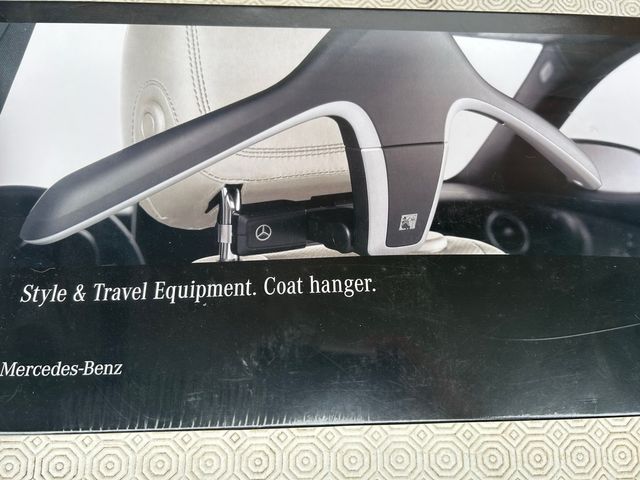 Style & Travel Equipment. Coat hanger.
Mercedes-Benz